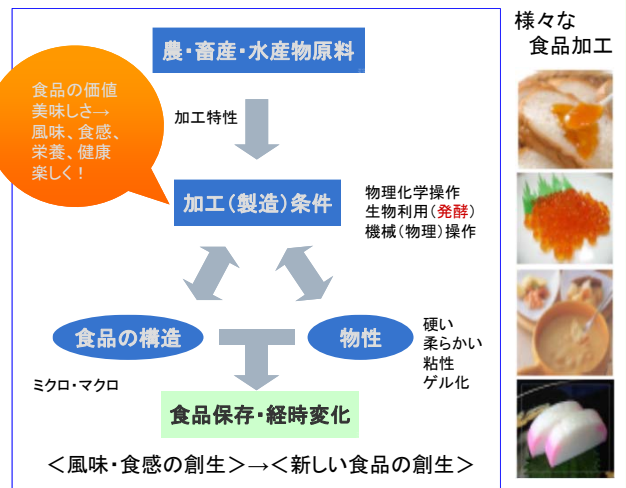 農・畜産・水産物原料
食品の価値
美味しさ→
風味、食感、
栄養、健康
楽しく！
加工特性
加工（製造）条件
物理化学操作
生物利用（発酵）
機械（物理）操作
食品の構造
物性
硬い
柔らかい
粘性
ゲル化
ミクロ・マクロ
食品保存・経時変化
＜風味・食感の創生＞→＜新しい食品の創生＞
様々な
食品加工